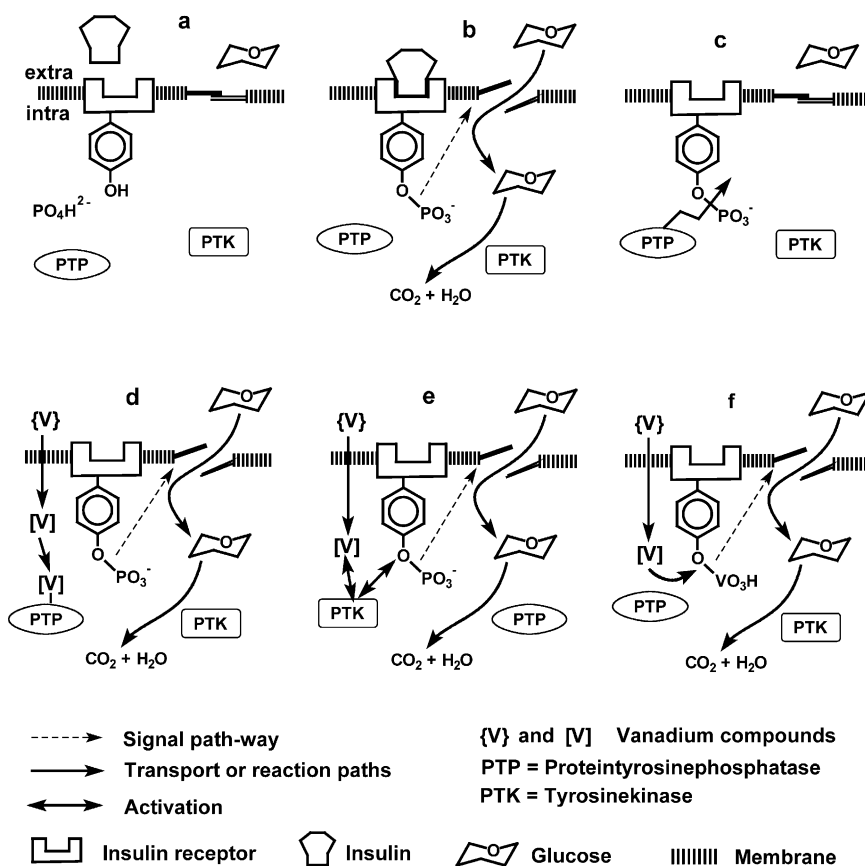 a
extra
intra
OH
PO₄H²⁻
PTP
PTK
b
O
O
O
PO₃⁻
PTP
PTK
CO₂ + H₂O
c
O
O
PO₃⁻
PTP
PTK
d
{V}
[V]
[V]
PTP
O
PO₃⁻
O
O
PTK
CO₂ + H₂O
e
{V}
[V]
PTK
O
PO₃⁻
O
O
PTP
CO₂ + H₂O
f
{V}
[V]
PTP
O
VO₃H
O
O
PTK
CO₂ + H₂O
Signal path-way
Transport or reaction paths
Activation
{V} and [V] Vanadium compounds
PTP = Proteintyrosinephosphatase
PTK = Tyrosinekinase
Insulin receptor Insulin Glucose Membrane